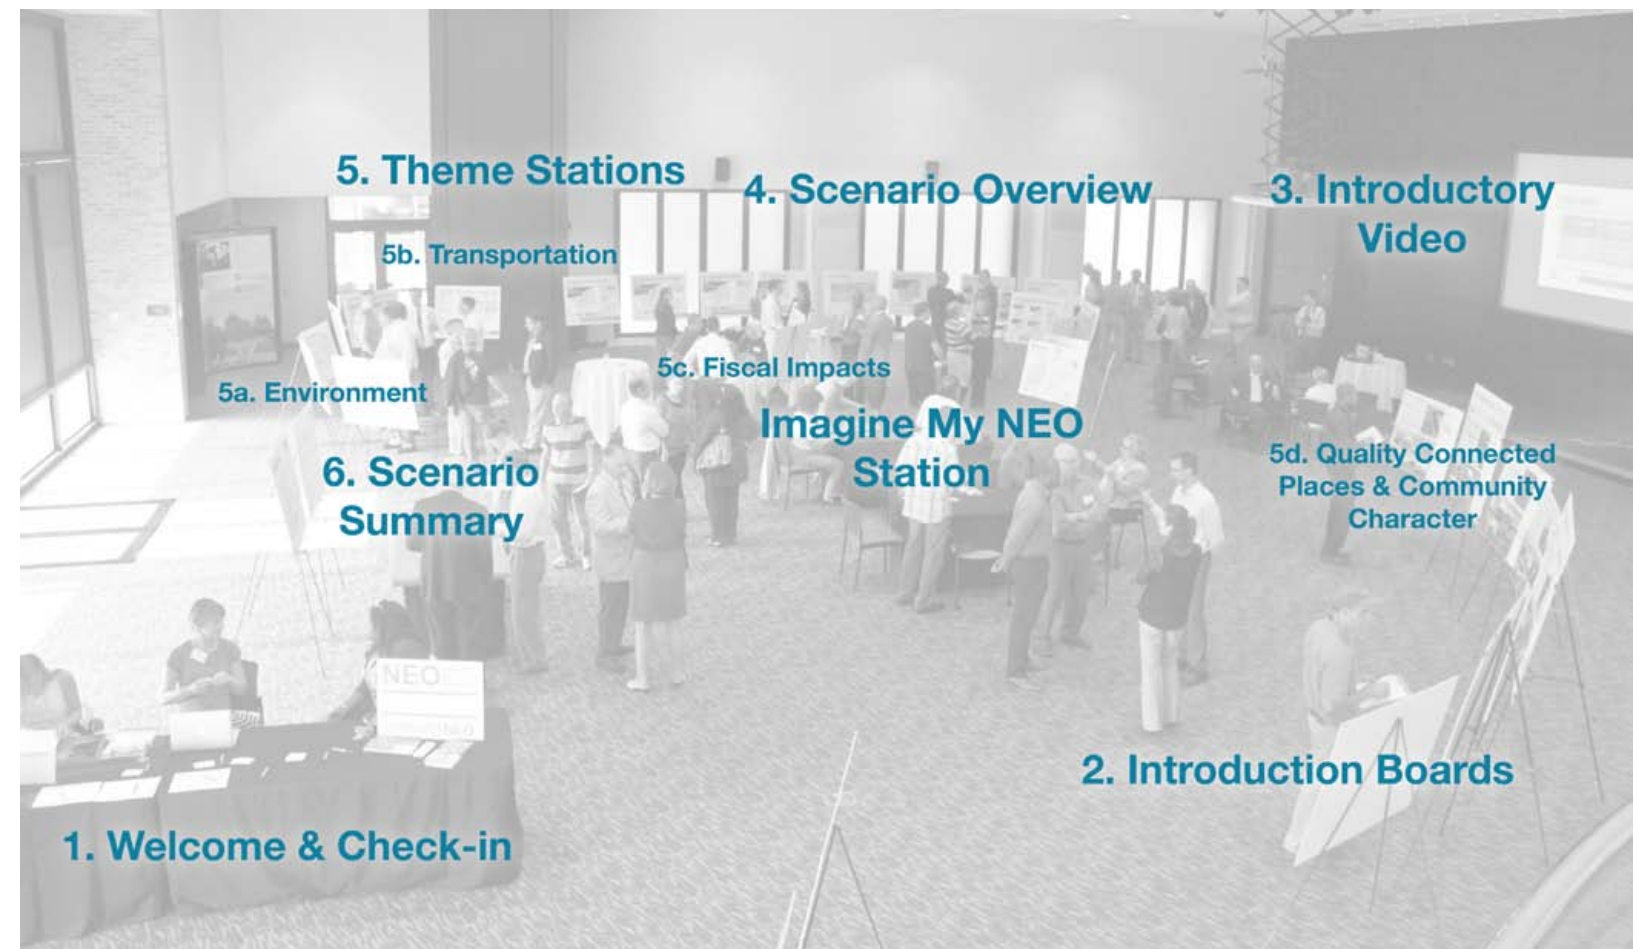 5. Theme Stations
4. Scenario Overview
3. Introductory
Video
5b. Transportation
5c. Fiscal Impacts
5a. Environment
Imagine My NEO
Station
6. Scenario
Summary
5d. Quality Connected
Places & Community
Character
NEO
2. Introduction Boards
1. Welcome & Check-in